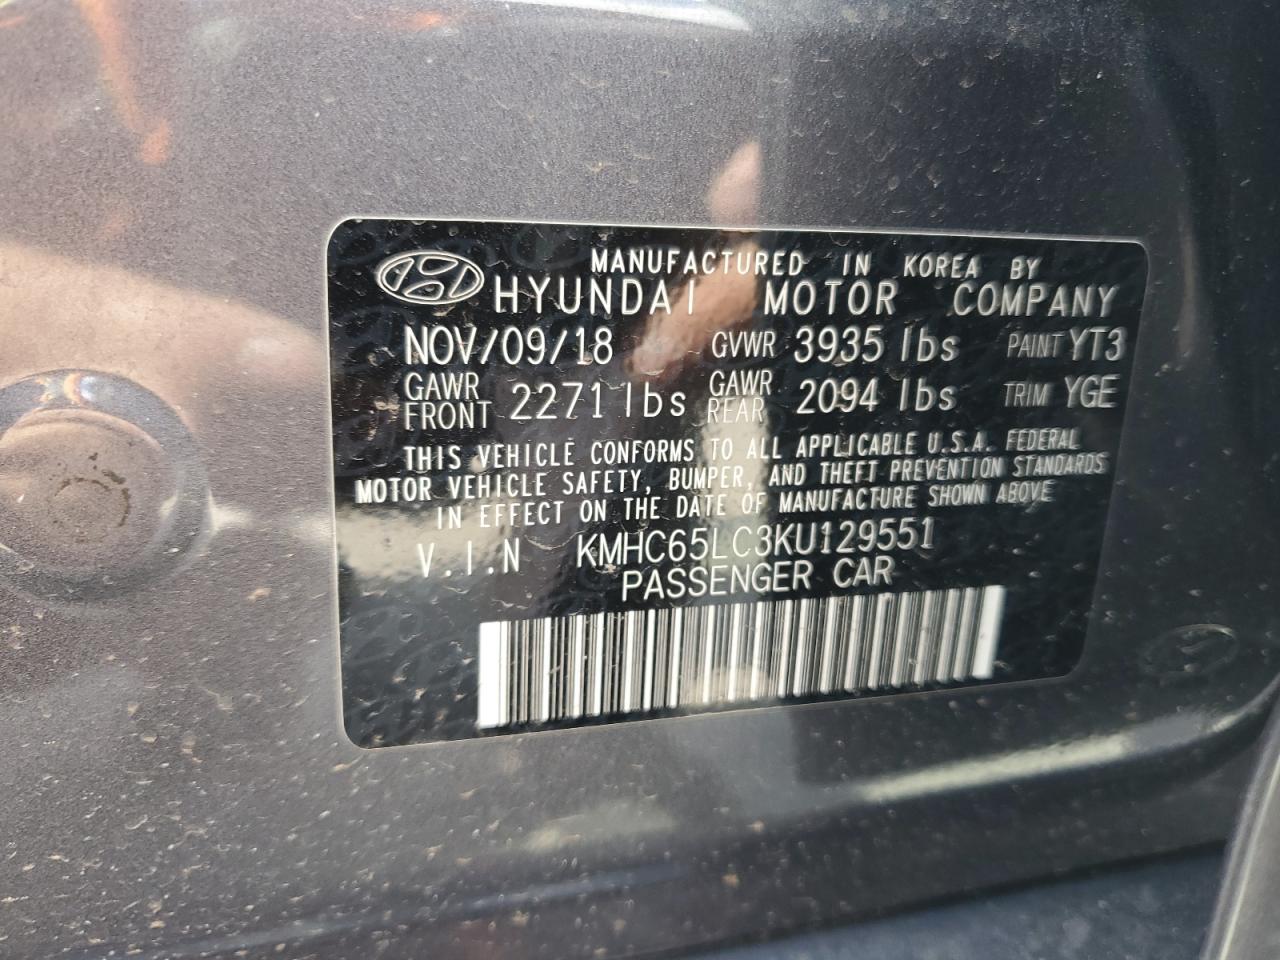 MANUFACTURED IN KOREA BY
HYUNDAI MOTOR COMPANY
NOV/09/18 GVWR 3935 lbs PAINT YT3
GAWR FRONT 2271 lbs GAWR REAR 2094 lbs TRIM YGE
THIS VEHICLE CONFORMS TO ALL APPLICABLE U.S.A. FEDERAL
MOTOR VEHICLE SAFETY, BUMPER, AND THEFT PREVENTION STANDARDS
IN EFFECT ON THE DATE OF MANUFACTURE SHOWN ABOVE
V.I.N KMHC65LC3KU129551
PASSENGER CAR